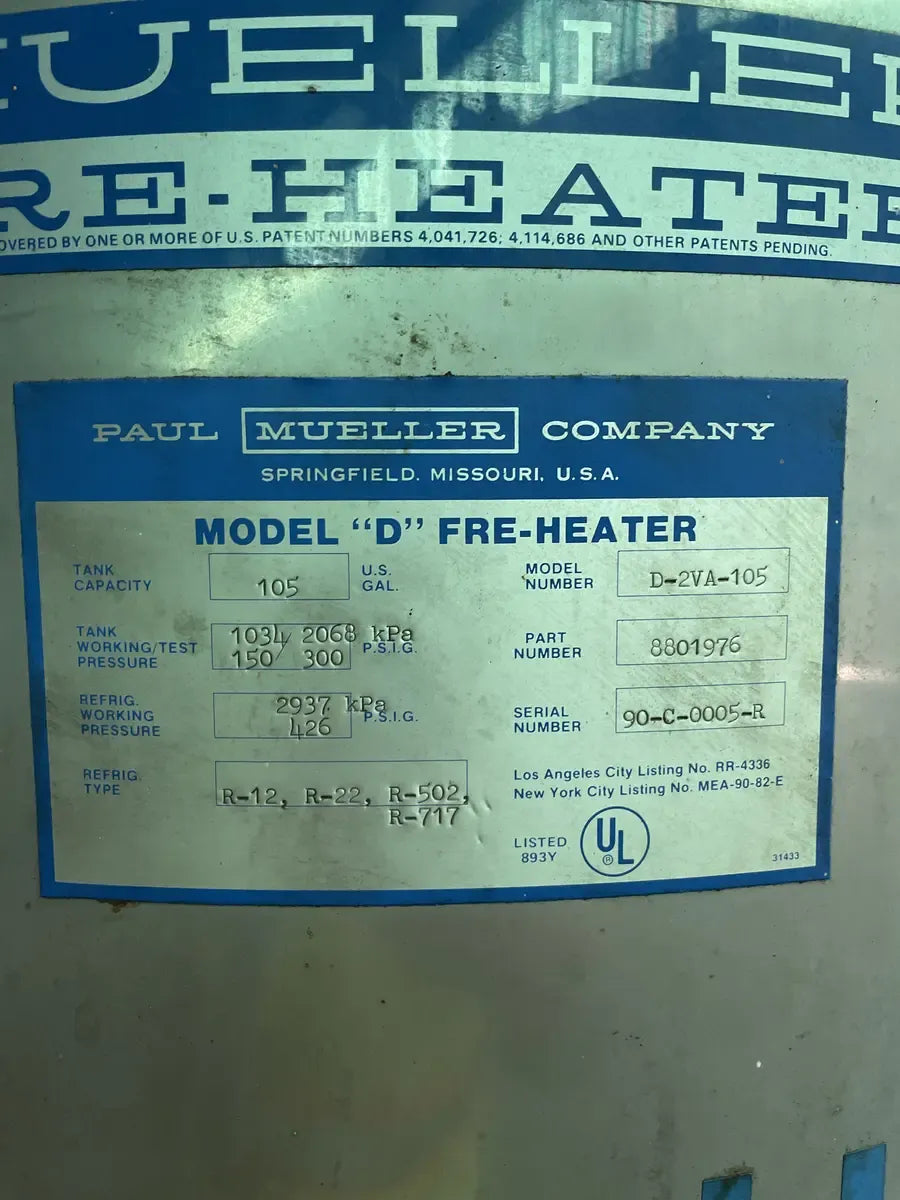 MUELLER
FRE-HEATER
COVERED BY ONE OR MORE OF U.S. PATENT NUMBERS 4,041,726; 4,114,686 AND OTHER PATENTS PENDING.
PAUL MUELLER COMPANY
SPRINGFIELD, MISSOURI, U.S.A.
MODEL "D" FRE-HEATER
TANK CAPACITY 105 U.S. GAL.
TANK WORKING/TEST PRESSURE 1034/ 2068 kPa
150/ 300 P.S.I.G.
REFRIG. WORKING PRESSURE 2937 kPa
426 P.S.I.G.
REFRIG. TYPE R-12, R-22, R-502,
R-717
MODEL NUMBER D-2VA-105
PART NUMBER 8801976
SERIAL NUMBER 90-C-0005-R
Los Angeles City Listing No. RR-4336
New York City Listing No. MEA-90-82-E
LISTED 893Y UL ®
31433